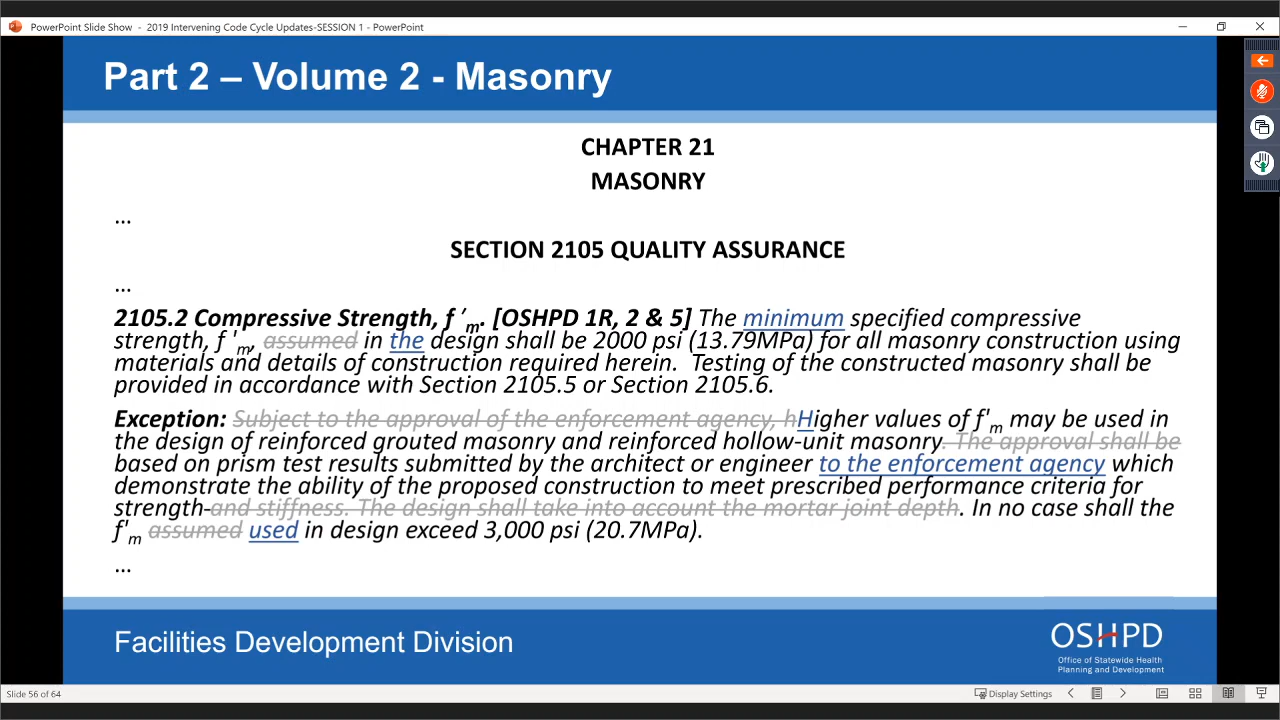 PowerPoint Slide Show - 2019 Intervening Code Cycle Updates-SESSION 1 - PowerPoint
Part 2 – Volume 2 - Masonry
CHAPTER 21
MASONRY
...
SECTION 2105 QUALITY ASSURANCE
...
2105.2 Compressive Strength, f ′m. [OSHPD 1R, 2 & 5] The minimum specified compressive
strength, f 'm, assumed in the design shall be 2000 psi (13.79MPa) for all masonry construction using
materials and details of construction required herein. Testing of the constructed masonry shall be
provided in accordance with Section 2105.5 or Section 2105.6.
Exception: Subject to the approval of the enforcement agency, hHigher values of f'm may be used in
the design of reinforced grouted masonry and reinforced hollow-unit masonry. The approval shall be
based on prism test results submitted by the architect or engineer to the enforcement agency which
demonstrate the ability of the proposed construction to meet prescribed performance criteria for
strength and stiffness. The design shall take into account the mortar joint depth. In no case shall the
f'm assumed used in design exceed 3,000 psi (20.7MPa).
...
Facilities Development Division
OSHPD
Office of Statewide Health
Planning and Development
Slide 56 of 64
Display Settings